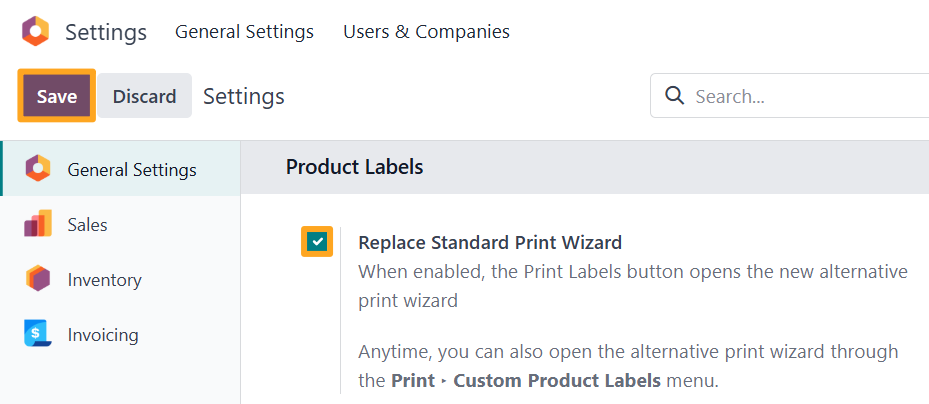 Settings General Settings Users & Companies
Save Discard Settings Search...
General Settings
Product Labels
Sales
Replace Standard Print Wizard
When enabled, the Print Labels button opens the new alternative
print wizard
Inventory
Invoicing
$
Anytime, you can also open the alternative print wizard through
the Print ‣ Custom Product Labels menu.